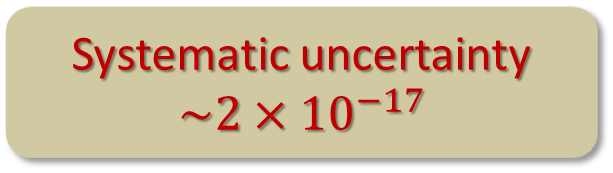 Systematic uncertainty
~2 × 10⁻¹⁷